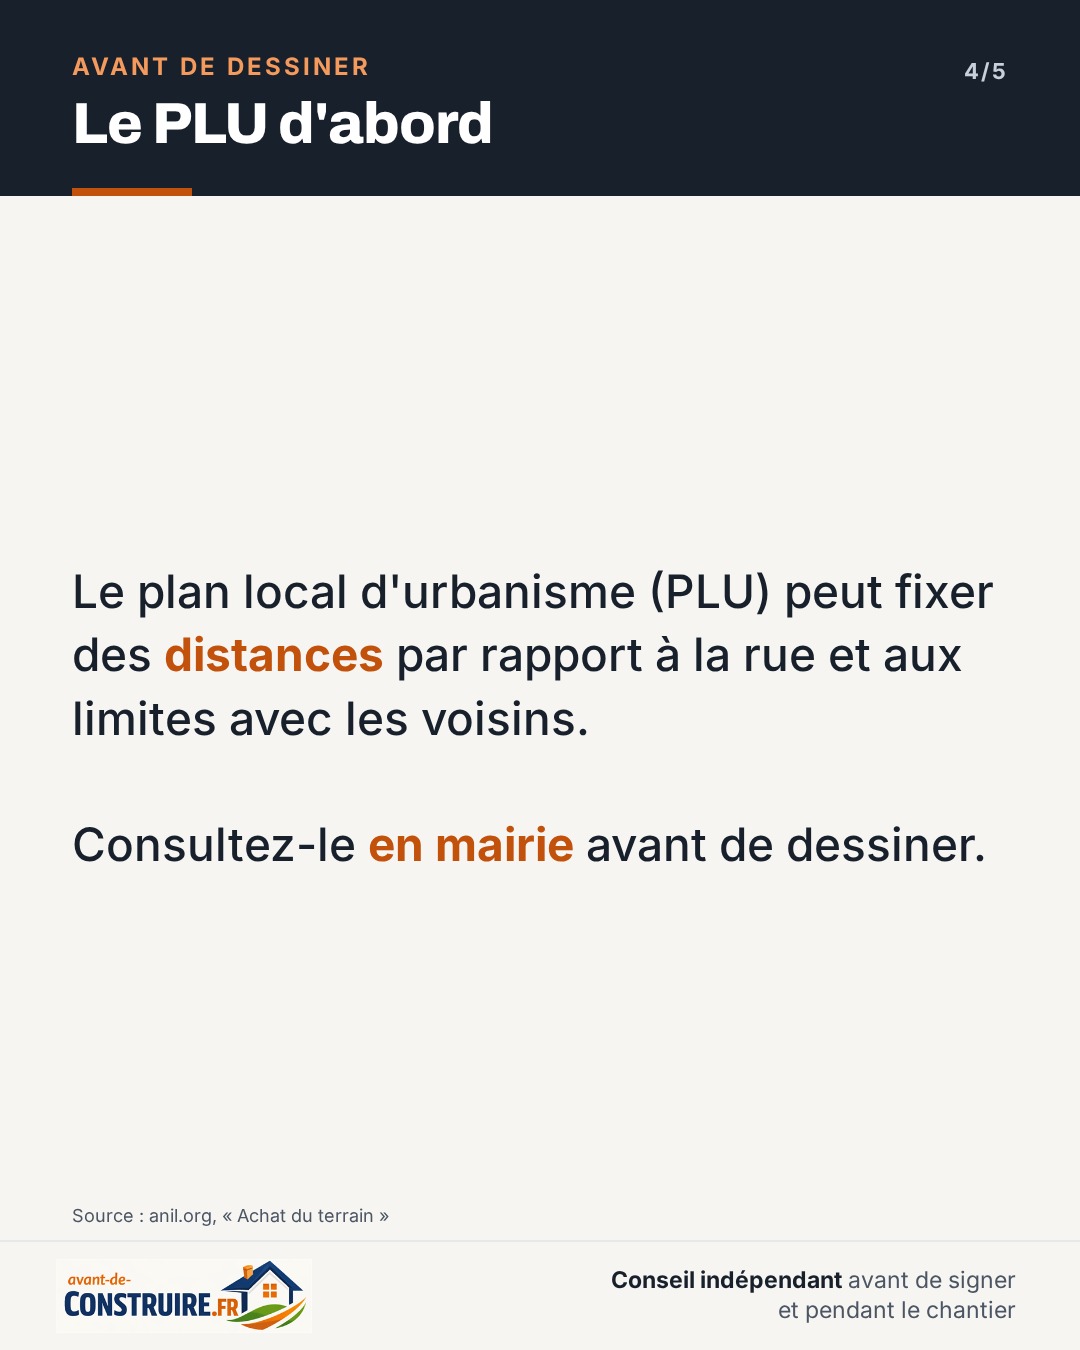 AVANT DE DESSINER
4/5
Le PLU d'abord
Le plan local d'urbanisme (PLU) peut fixer
des distances par rapport à la rue et aux
limites avec les voisins.
Consultez-le en mairie avant de dessiner.
Source : anil.org, « Achat du terrain »
avant-de-
CONSTRUIRE.FR
Conseil indépendant avant de signer
et pendant le chantier